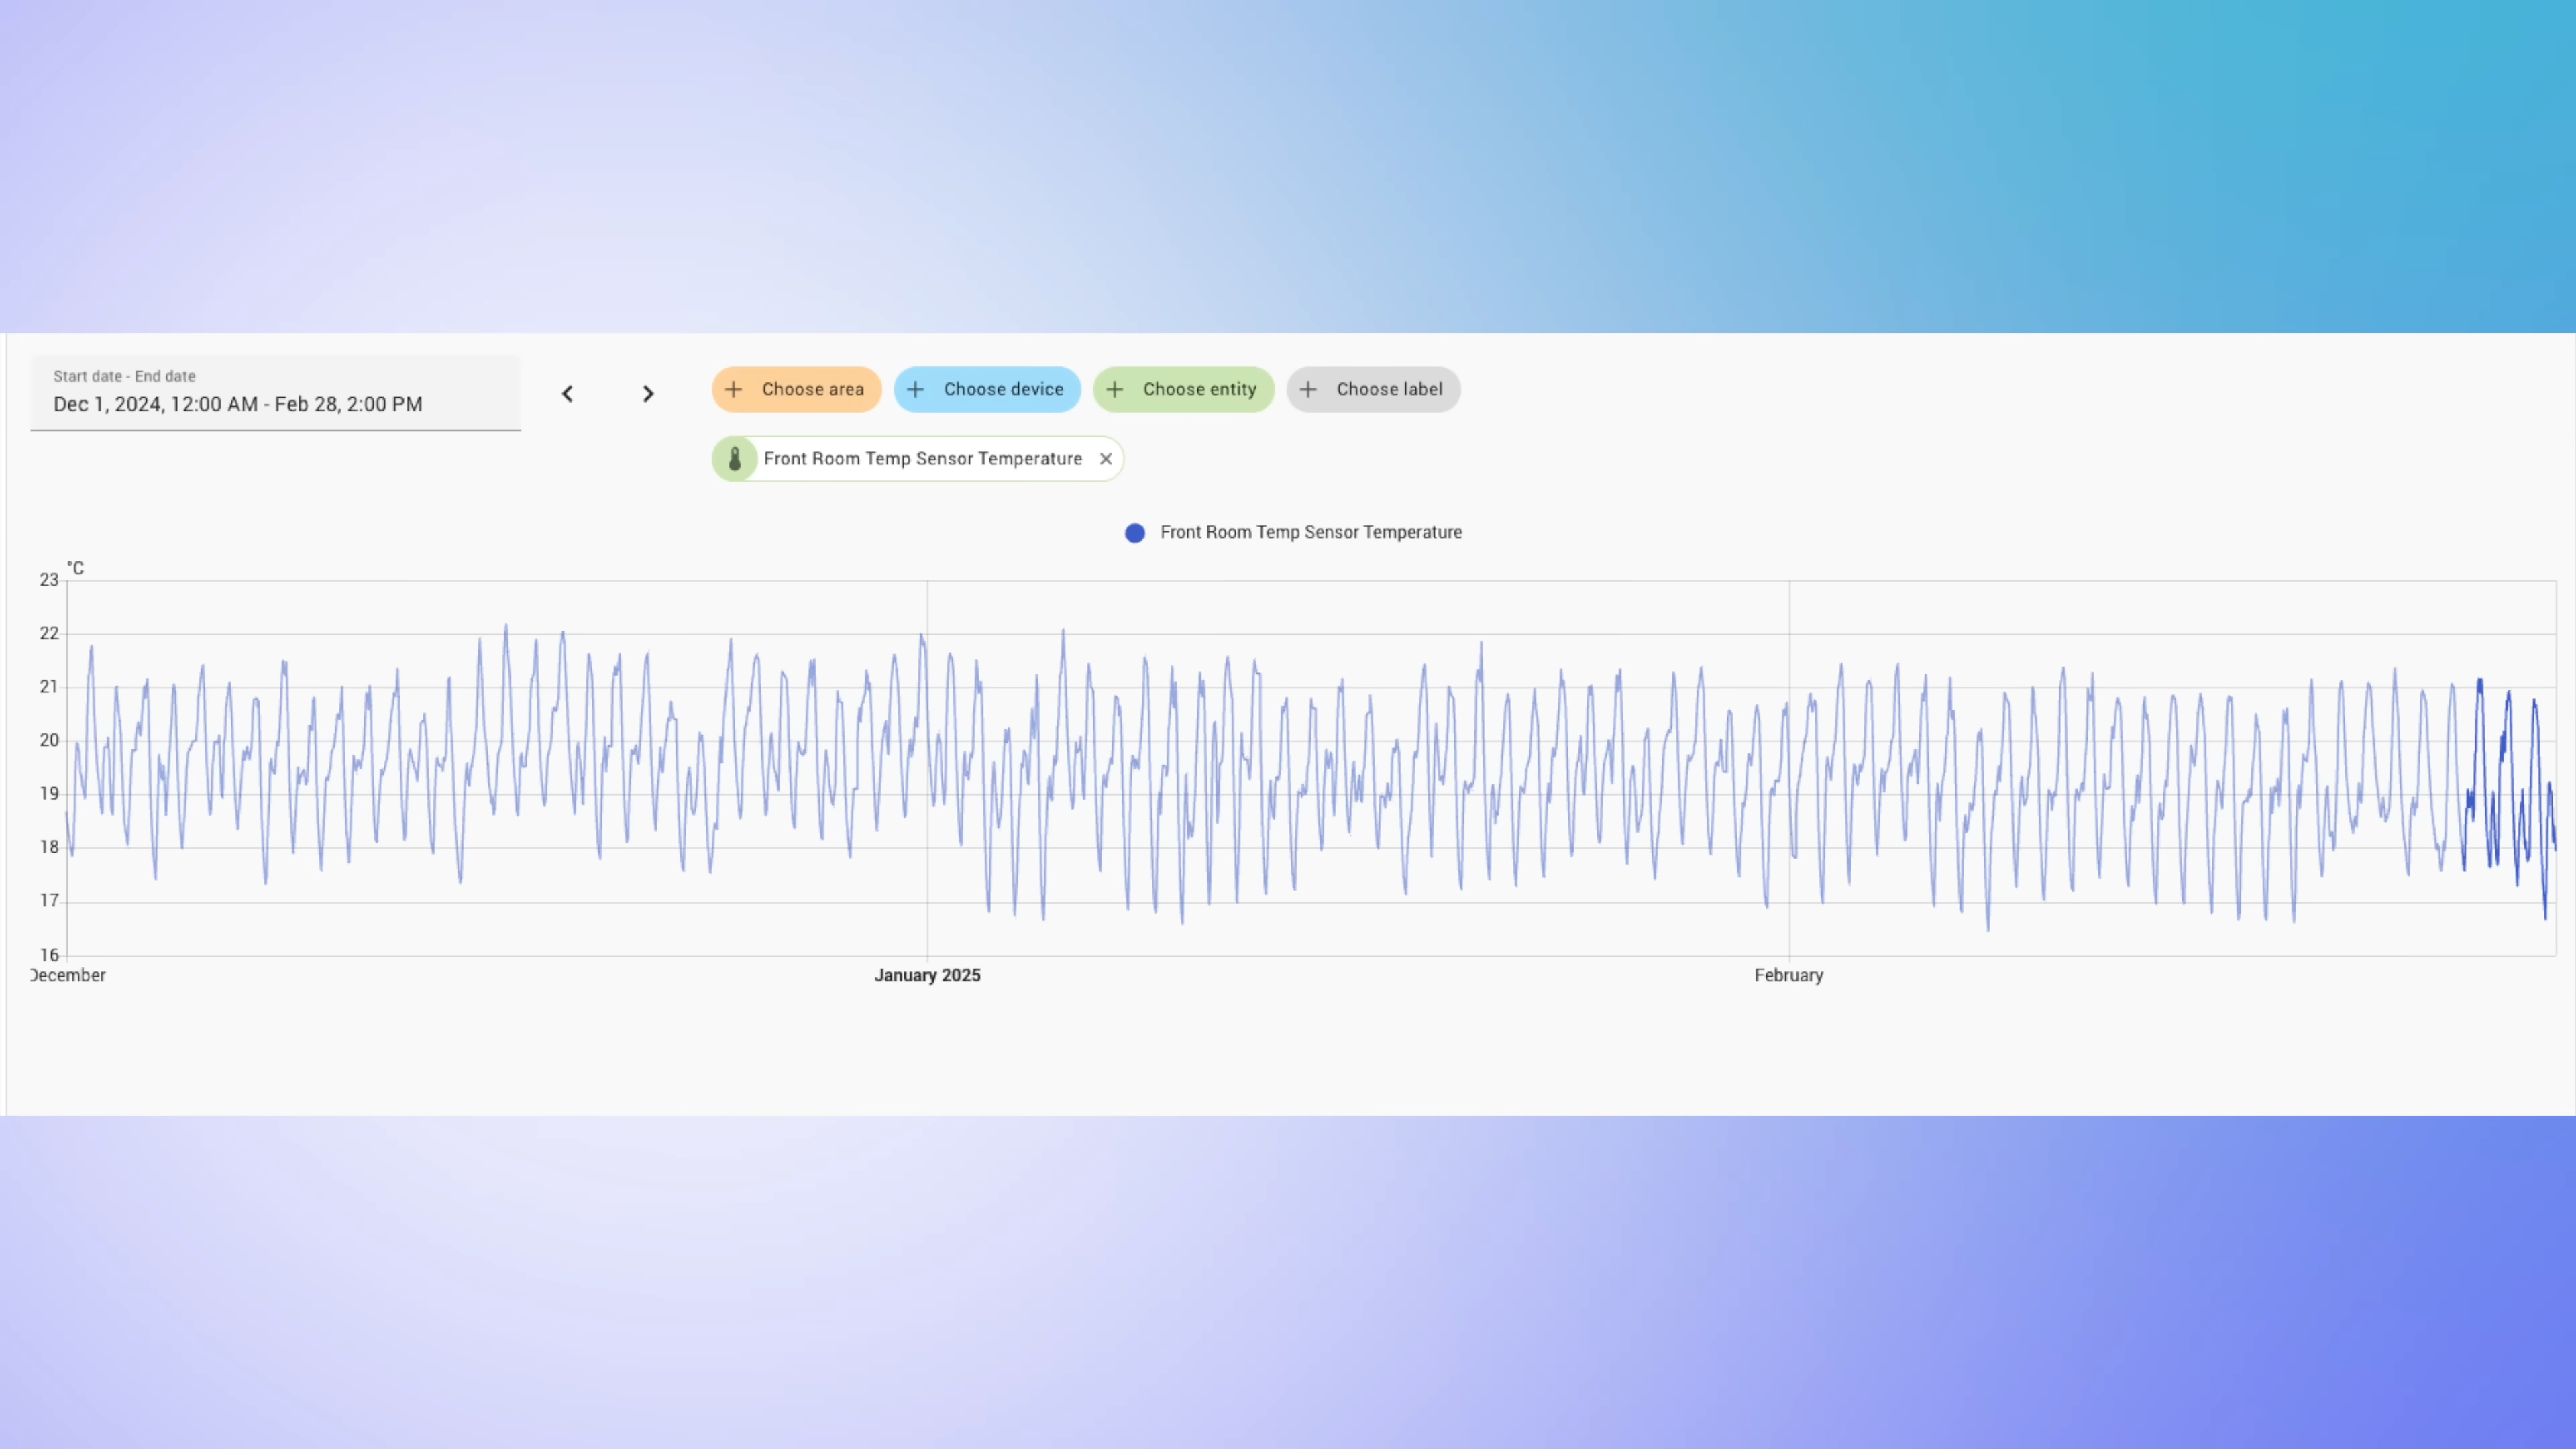 Start date - End date
Dec 1, 2024, 12:00 AM - Feb 28, 2:00 PM
Choose area
Choose device
Choose entity
Choose label
Front Room Temp Sensor Temperature
Front Room Temp Sensor Temperature
°C
23
22
21
20
19
18
17
16
December
January 2025
February